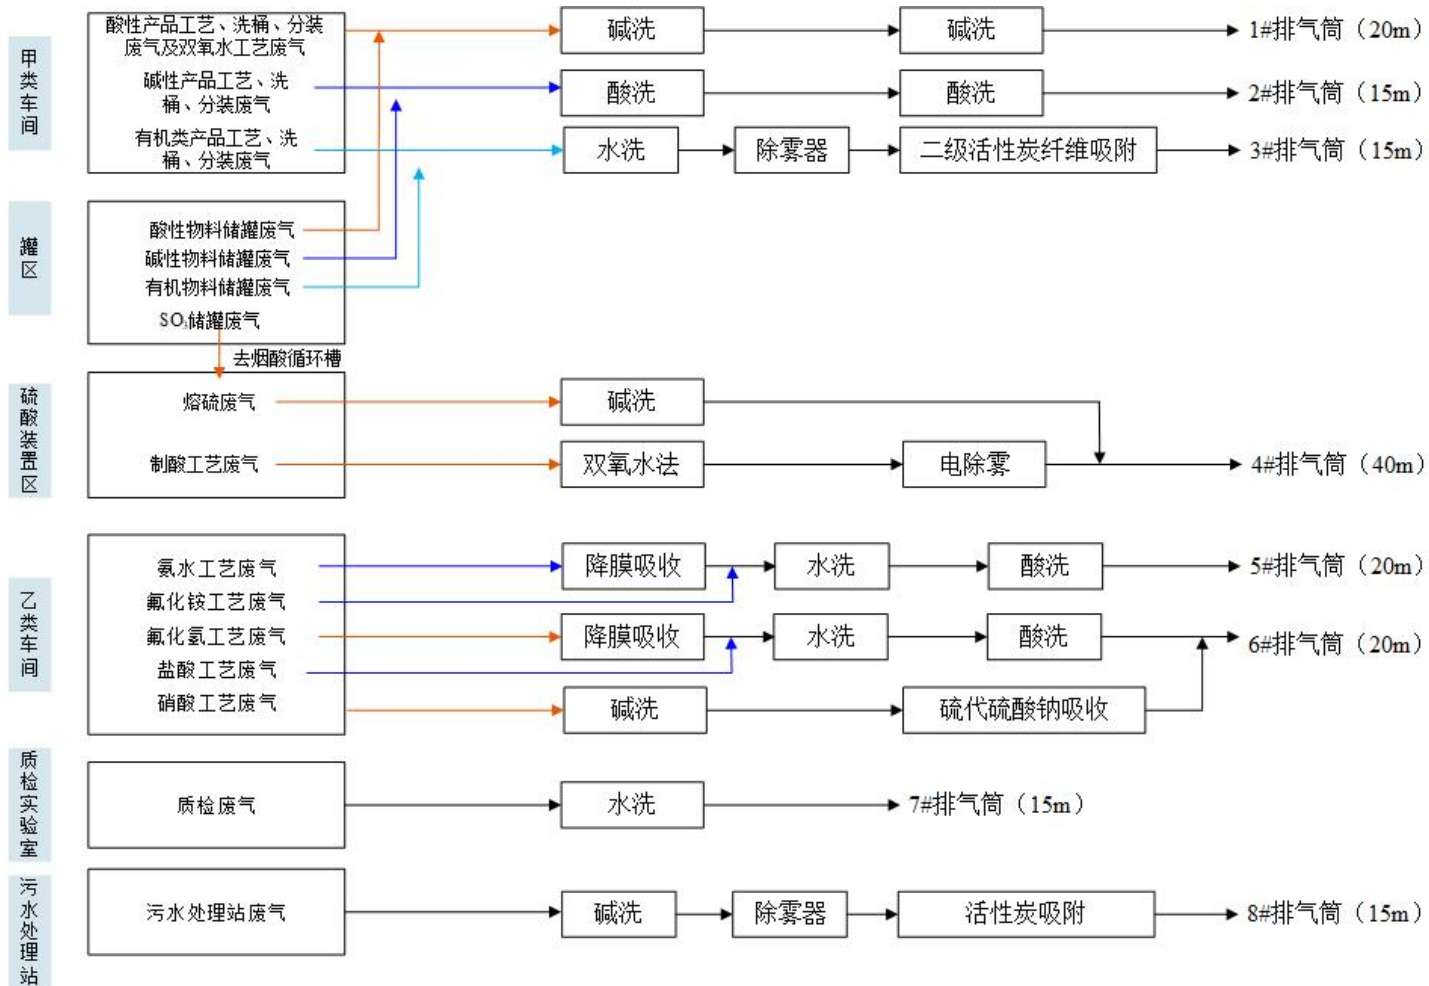 甲类车间
酸性产品工艺、洗桶、分装
废气及双氧水工艺废气
碱洗
碱洗
1#排气筒（20m）
碱性产品工艺、洗
桶、分装废气
酸洗
酸洗
2#排气筒（15m）
有机类产品工艺、洗
桶、分装废气
水洗
除雾器
二级活性炭纤维吸附
3#排气筒（15m）
罐区
酸性物料储罐废气
碱性物料储罐废气
有机物料储罐废气
SO₃储罐废气
去烟酸循环槽
硫酸装置区
熔硫废气
碱洗
制酸工艺废气
双氧水法
电除雾
4#排气筒（40m）
乙类车间
氨水工艺废气
降膜吸收
水洗
酸洗
5#排气筒（20m）
氟化铵工艺废气
氟化氢工艺废气
降膜吸收
水洗
酸洗
6#排气筒（20m）
盐酸工艺废气
硝酸工艺废气
碱洗
硫代硫酸钠吸收
质检实验室
质检废气
水洗
7#排气筒（15m）
污水处理站
污水处理站废气
碱洗
除雾器
活性炭吸附
8#排气筒（15m）